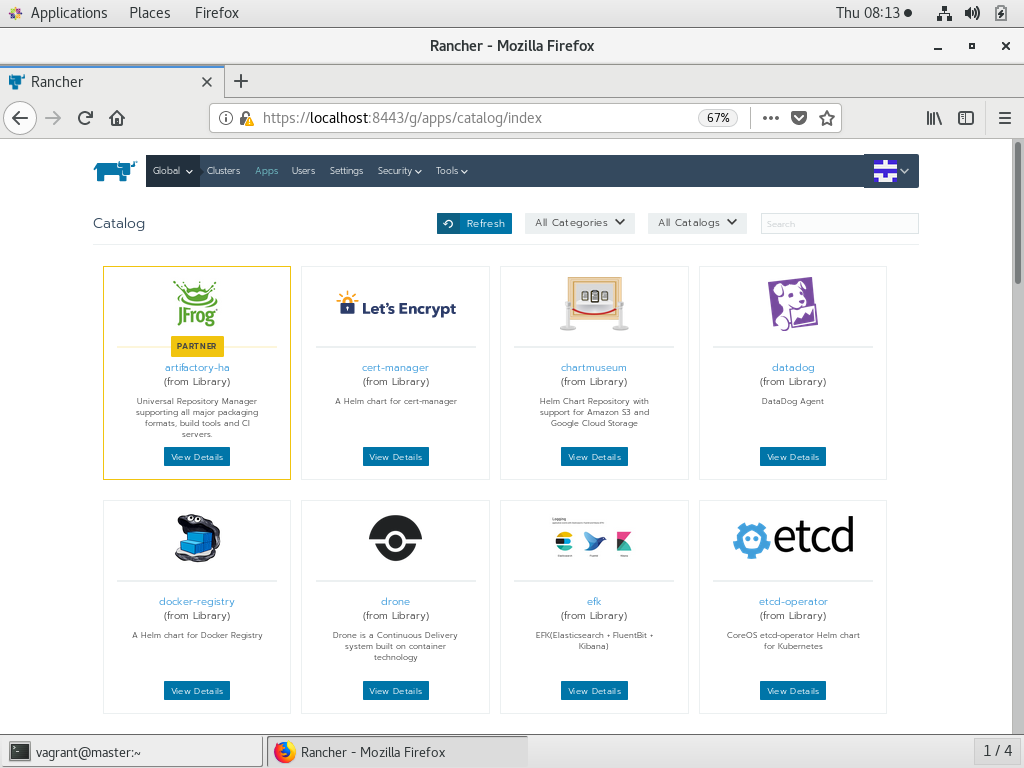 Applications Places Firefox Thu 08:13
Rancher - Mozilla Firefox
Rancher
https://localhost:8443/g/apps/catalog/index 67%
Global Clusters Apps Users Settings Security Tools
Catalog Refresh All Categories All Catalogs Search
JFrog
PARTNER
artifactory-ha
(from Library)
Universal Repository Manager
supporting all major packaging
formats, build tools and CI
servers.
View Details
Let's Encrypt
cert-manager
(from Library)
A Helm chart for cert-manager
View Details
chartmuseum
(from Library)
Helm Chart Repository with
support for Amazon S3 and
Google Cloud Storage
View Details
datadog
(from Library)
DataDog Agent
View Details
docker-registry
(from Library)
A Helm chart for Docker Registry
View Details
drone
(from Library)
Drone is a Continuous Delivery
system built on container
technology
View Details
efk
(from Library)
EFK(Elasticsearch + FluentBit +
Kibana)
View Details
etcd
etcd-operator
(from Library)
CoreOS etcd-operator Helm chart
for Kubernetes
View Details
vagrant@master:~ Rancher - Mozilla Firefox 1 / 4